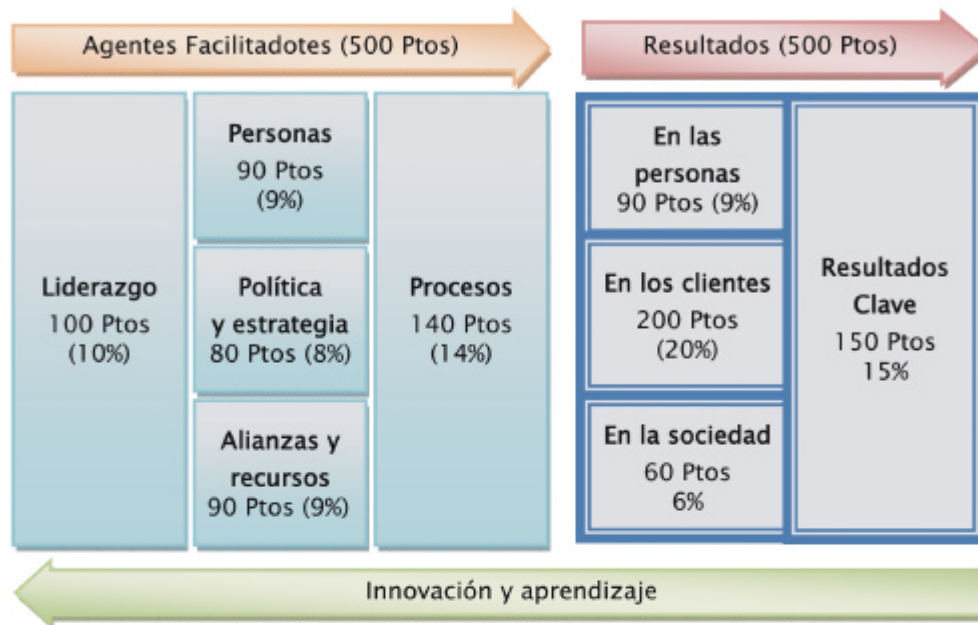 Agentes Facilitadotes (500 Ptos)
Resultados (500 Ptos)
Liderazgo
100 Ptos
(10%)
Personas
90 Ptos
(9%)
Política
y estrategia
80 Ptos (8%)
Alianzas y
recursos
90 Ptos (9%)
Procesos
140 Ptos
(14%)
En las
personas
90 Ptos (9%)
En los clientes
200 Ptos
(20%)
En la sociedad
60 Ptos
6%
Resultados
Clave
150 Ptos
15%
Innovación y aprendizaje